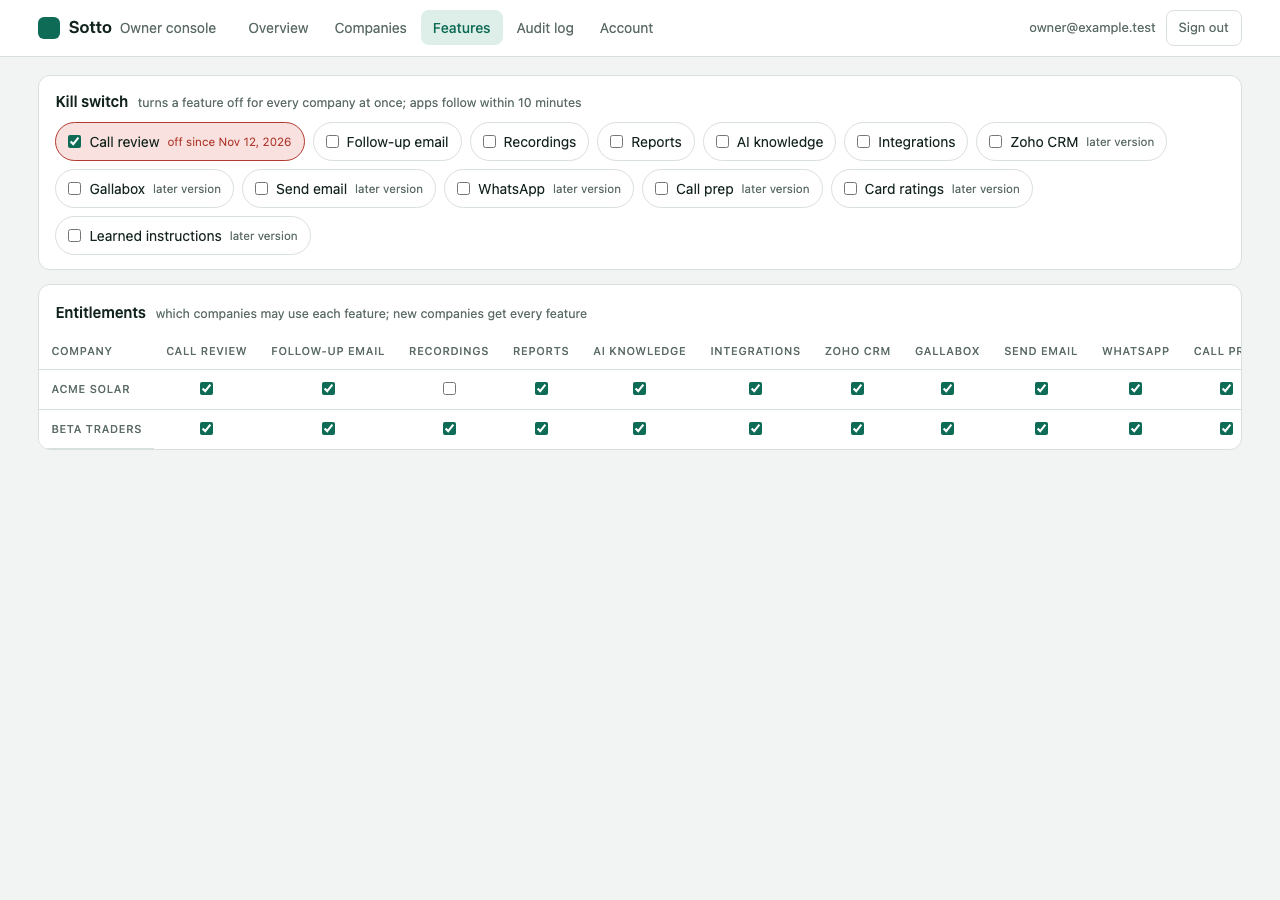 Sotto Owner console Overview Companies Features Audit log Account owner@example.test Sign out
Kill switch turns a feature off for every company at once; apps follow within 10 minutes
Call review off since Nov 12, 2026 Follow-up email Recordings Reports AI knowledge Integrations Zoho CRM later version
Gallabox later version Send email later version WhatsApp later version Call prep later version Card ratings later version
Learned instructions later version
Entitlements which companies may use each feature; new companies get every feature
COMPANY CALL REVIEW FOLLOW-UP EMAIL RECORDINGS REPORTS AI KNOWLEDGE INTEGRATIONS ZOHO CRM GALLABOX SEND EMAIL WHATSAPP CALL PR
ACME SOLAR
BETA TRADERS